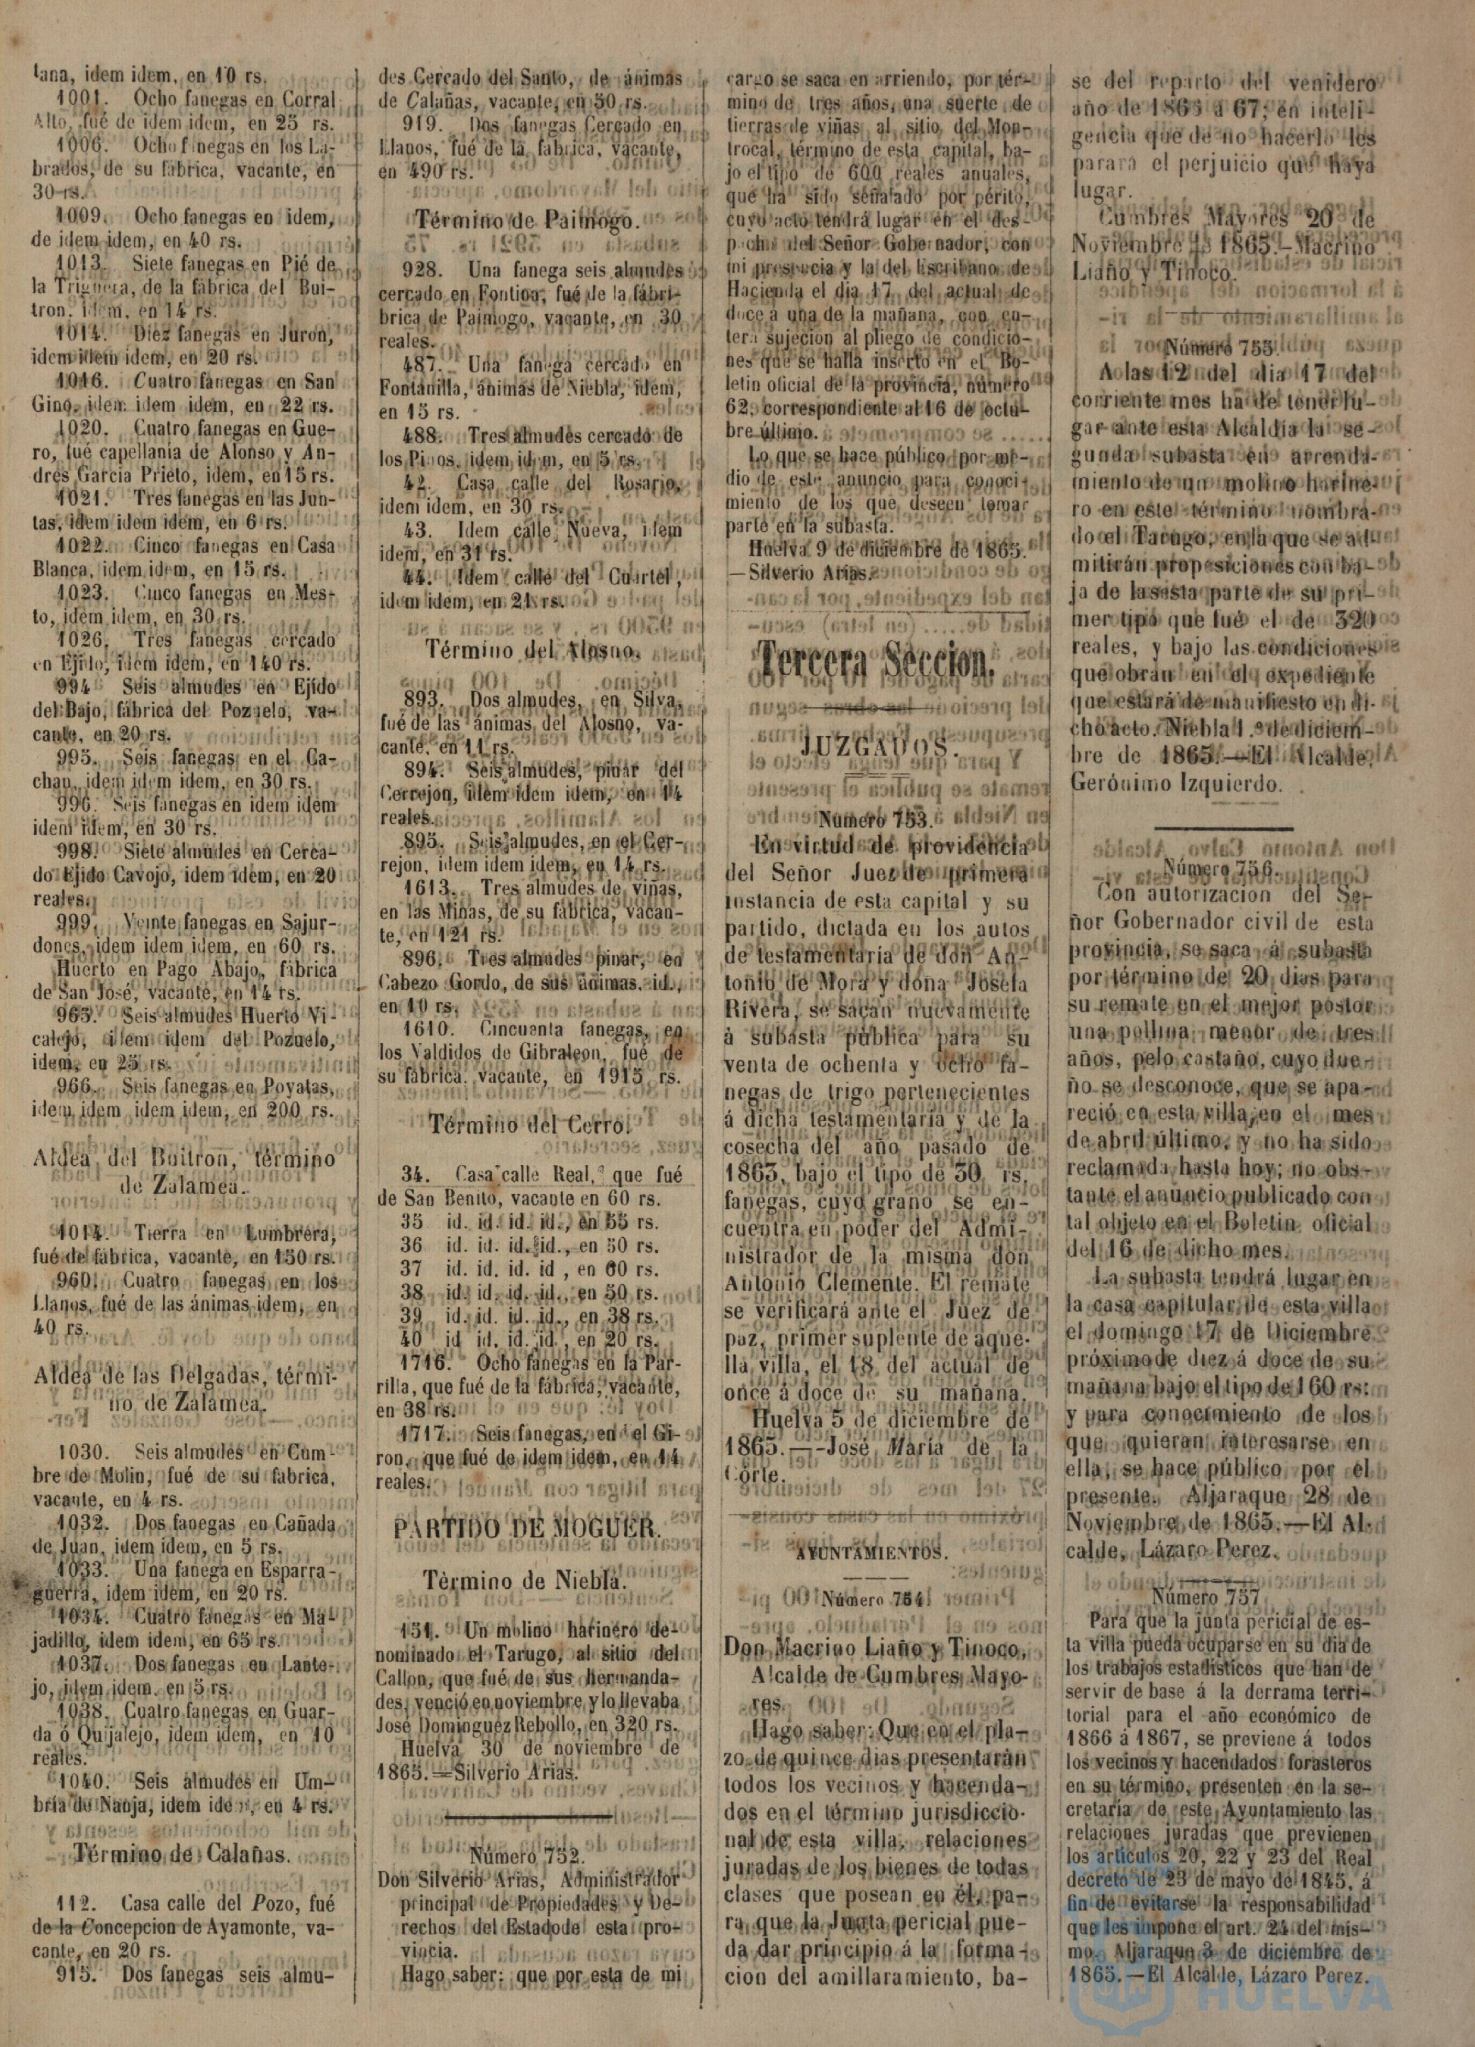 tana, idem idem, en 10 rs.
1001. Ocho fanegas en Corral
Alto, fué de idem idem, en 25 rs.
1006. Ocho fanegas en los La-
brados, de su fábrica, vacante, en
30 rs.
1009. Ocho fanegas en idem,
de idem idem, en 40 rs.
1013. Siete fanegas en Pié de
la Triguera, de la fábrica del Bui-
tron, idem, en 14 rs.
1014. Diez fanegas en Juron,
idem idem idem, en 20 rs.
1016. Cuatro fanegas en San
Gino, idem idem idem, en 22 rs.
1020. Cuatro fanegas en Gue-
ro, fué capellania de Alonso y An-
drés Garcia Prieto, idem, en 15 rs.
1021. Tres fanegas en las Jun-
tas, idem idem idem, en 6 rs.
1022. Cinco fanegas en Casa
Blanca, idem idem, en 15 rs.
1023. Cinco fanegas en Mes-
to, idem idem, en 30 rs.
1026. Tres fanegas cercado
en Ejido, idem idem, en 140 rs.
994 Seis almudes en Ejido
del Bajo, fábrica del Pozuelo, va-
cante, en 20 rs.
995. Seis fanegas en el Ca-
chau, idem idem idem, en 30 rs.
996. Seis fanegas en idem idem
idem idem, en 30 rs.
998. Siete almudes en Cerca-
do Ejido Cavojo, idem idem, en 20
reales.
999. Veinte fanegas en Sajur-
dones, idem idem idem, en 60 rs.
Huerto en Pago Abajo, fábrica
de San José, vacante, en 14 rs.
965. Seis almudes Huerto Vi-
calejo, idem idem del Pozuelo,
idem, en 25 rs.
966. Seis fanegas en Poyatas,
idem idem idem idem, en 200 rs.
Aldea del Buitron, término
de Zalamea.
1014. Tierra en Lumbrera,
fué de fábrica, vacante, en 150 rs.
960. Cuatro fanegas en los
Llanos, fué de las ánimas idem, en
40 rs.
Aldea de las Delgadas, térmi-
no de Zalamea.
1030. Seis almudes en Cum-
bre de Molin, fué de su fabrica,
vacante, en 4 rs.
1032. Dos fanegas en Cañada
de Juan, idem idem, en 5 rs.
1033. Una fanega en Esparra-
guerra, idem idem, en 20 rs.
1034. Cuatro fanegas en Ma-
jadillo, idem idem, en 65 rs.
1037. Dos fanegas en Lante-
jo, idem idem, en 5 rs.
1038. Cuatro fanegas en Guar-
da ó Quijalejo, idem idem, en 10
reales.
1040. Seis almudes en Um-
bria de Nanja, idem idem, en 4 rs.
Término de Calañas.
112. Casa calle del Pozo, fué
de la Concepcion de Ayamonte, va-
cante, en 20 rs.
915. Dos fanegas seis almu-
des Cercado del Santo, de ánimas
de Calañas, vacante, en 50 rs.
919. Dos fanegas Cercado en
Llanos, fué de la fábrica, vacante,
en 490 rs.
Término de Paimogo.
928. Una fanega seis almudes
cercado en Fontica, fué de la fábri-
brica de Paimogo, vacante, en 30
reales.
487. Una fanega cercado en
Fontanilla, ánimas de Niebla, idem,
en 15 rs.
488. Tres almudes cercado de
los Pinos, idem idem, en 5 rs.
42. Casa calle del Rosario,
idem idem, en 30 rs.
43. Idem calle Nueva, idem
idem, en 31 rs.
44. Idem calle del Cuartel,
idem idem, en 21 rs.
Término del Alosno.
893. Dos almudes, en Silva,
fué de las ánimas del Alosno, va-
cante, en 11 rs.
894. Seis almudes, pinar del
Cerrejon, idem idem idem, en 14
reales.
895. Seis almudes, en el Cer-
rejon, idem idem idem, en 14 rs.
1613. Tres almudes de viñas,
en las Minas, de su fábrica, vacan-
te, en 121 rs.
896. Tres almudes pinar, en
Cabezo Gordo, de sus ánimas, id.,
en 10 rs.
1610. Cincuenta fanegas, en
los Valdidos de Gibraleon, fué de
su fábrica, vacante, en 1915 rs.
Término del Cerro.
34. Casa calle Real, que fué
de San Benito, vacante en 60 rs.
35 id. id. id. id., en 55 rs.
36 id. id. id. id., en 50 rs.
37 id. id. id. id , en 60 rs.
38 id. id. id. id., en 50 rs.
39 id. id. id. id., en 38 rs.
40 id id. id. id., en 20 rs.
1716. Ocho fanegas en la Par-
rilla, que fué de la fábrica, vacante,
en 38 rs.
1717. Seis fanegas, en el Gi-
ron, que fué de idem idem, en 14
reales.
PARTIDO DE MOGUER.
Término de Niebla.
151. Un molino harinero de-
nominado el Tarugo, al sitio del
Callon, que fué de sus hermanda-
des, venció en noviembre, y lo llevaba
José Dominguez Rebollo, en 320 rs.
Huelva 30 de noviembre de
1865.—Silverio Arias.
Número 752.
Don Silverio Arias, Administrador
principal de Propiedades y De-
rechos del Estado de esta pro-
vincia.
Hago saber: que por esta de mi
cargo se saca en arriendo, por tér-
mino de tres años, una suerte de
tierras de viñas al sitio del Mon-
trocal, término de esta capital, ba-
jo el tipo de 600 reales anuales,
que ha sido señalado por périto,
cuyo acto tendrá lugar en el des-
pacho del Señor Gobernador, con
mi presencia y la del Escribano de
Hacienda el dia 17 del actual de
doce á una de la mañana, con en-
tera sujecion al pliego de condicio-
nes que se halla inserto en el Bo-
letin oficial de la provincia, número
62, correspondiente al 16 de octu-
bre último.
Lo que se hace público por me-
dio de este anuncio para conoci-
miento de los que deseen tomar
parte en la subasta.
Huelva 9 de diciembre de 1865.
—Silverio Arias.
Tercera Seccion.
JUZGADOS.
Número 753.
En virtud de providencia
del Señor Juez de primera
instancia de esta capital y su
partido, dictada en los autos
de testamentaria de don An-
tonio de Mora y doña Josefa
Rivera, se sacan nuevamente
á subasta pública para su
venta de ochenta y ocho fa-
negas de trigo pertenecientes
á dicha testamentaria y de la
cosecha del año pasado de
1863, bajo el tipo de 30 rs.
fanegas, cuyo grano se en-
cuentra en poder del Admi-
nistrador de la misma don
Antonio Clemente. El remate
se verificará ante el Juez de
paz, primer suplente de aque-
lla villa, el 18 del actual de
once á doce de su mañana.
Huelva 5 de diciembre de
1865.—José Maria de la
Corte.
AYUNTAMIENTOS.
Número 754.
Don Macrino Liaño y Tinoco,
Alcalde de Cumbres Mayo-
res.
Hago saber: Que en el pla-
zo de quince dias presentarán
todos los vecinos y hacenda-
dos en el término jurisdiccio-
nal de esta villa, relaciones
juradas de los bienes de todas
clases que posean en él, pa-
ra que la Junta pericial pue-
da dar principio á la forma-
cion del amillaramiento, ba-
se del reparto del venidero
año de 1865 á 67; en inteli-
gencia que de no hacerlo les
parará el perjuicio que haya
lugar.
Cumbres Mayores 20 de
Noviembre de 1865.—Macrino
Liaño y Tinoco.
Número 755.
A las 12 del dia 17 del
corriente mes ha de tener lu-
gar ante esta Alcaldia la se-
gunda subasta en arrenda-
miento de un molino harine-
ro en este término nombra-
do el Tarugo, en la que se ad-
mitirán proposiciones con ba-
ja de la sesta parte de su pri-
mer tipo que fué el de 320
reales, y bajo las condiciones
que obran en el expediente
que estará de manifiesto en di-
cho acto. Niebla 1.º de diciem-
bre de 1865.—El Alcalde,
Gerónimo Izquierdo.
Número 756.
Con autorizacion del Se-
ñor Gobernador civil de esta
provincia, se saca á subasta
por término de 20 dias para
su remate en el mejor postor
una pollina, menor de tres
años, pelo castaño, cuyo due-
ño se desconoce, que se apa-
reció en esta villa, en el mes
de abril último, y no ha sido
reclamada hasta hoy; no obs-
tante el anuncio publicado con
tal objeto en el Boletin oficial
del 16 de dicho mes.
La subasta tendrá lugar en
la casa capitular de esta villa
el domingo 17 de Diciembre
próximo de diez á doce de su
mañana bajo el tipo de 160 rs:
y para conocimiento de los
que quieran interesarse en
ella, se hace público por el
presente. Aljaraque 28 de
Noviembre de 1865.—El Al-
calde, Lázaro Perez.
Número 757
Para que la junta pericial de es-
ta villa pueda ocuparse en su dia de
los trabajos estadísticos que han de
servir de base á la derrama terri-
torial para el año económico de
1866 á 1867, se previene á todos
los vecinos y hacendados forasteros
en su término, presenten en la se-
cretaria de este Ayuntamiento las
relaciones juradas que previenen
los artículos 20, 22 y 23 del Real
decreto de 23 de mayo de 1845, á
fin de evitarse la responsabilidad
que les impone el art. 24 del mis-
mo. Aljaraque 3 de diciembre de
1865.—El Alcalde, Lázaro Perez.
HUELVA